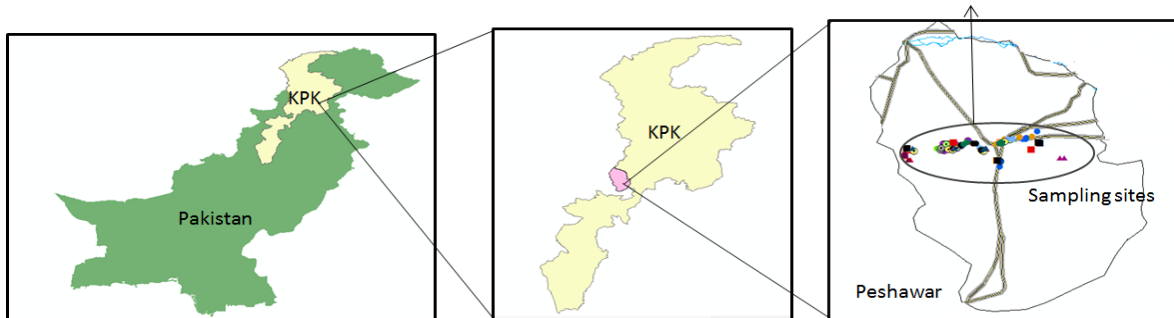 KPK
Pakistan
KPK
Sampling sites
Peshawar